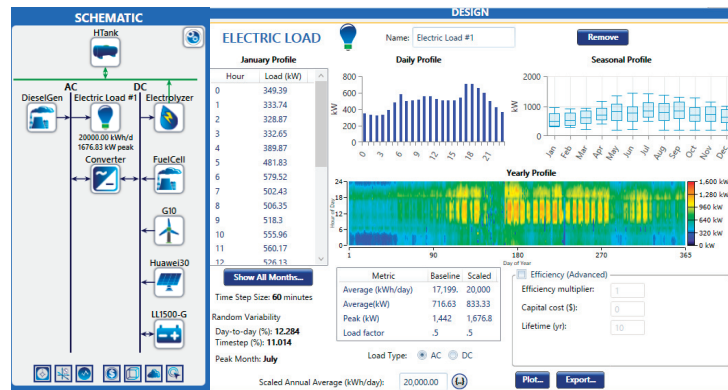 SCHEMATIC
HTank
AC
DC
DieselGen
Electric Load #1
Electrolyzer
20000.00 kWh/d
1676.83 kW peak
Converter
FuelCell
G10
Huawei30
LL1500-G
DESIGN
ELECTRIC LOAD
Name:
Electric Load #1
Remove
January Profile
Hour
Load (kW)
0 349.39
1 333.74
2 328.87
3 332.65
4 389.87
5 481.83
6 579.52
7 502.43
8 506.35
9 518.3
10 555.96
11 560.17
12 526.13
Daily Profile
kW
800
600
400
200
0
0 3 6 9 12 15 18 21
Seasonal Profile
kW
2000
1000
0
Jan Feb Mar Apr May Jun Jul Aug Sep Oct Nov Dec
Yearly Profile
Hour of Day
24
18
12
6
0
1 90 180 270 365
Day of Year
1,600 kW
1,280 kW
960 kW
640 kW
320 kW
0 kW
Show All Months...
Time Step Size: 60 minutes
Random Variability
Day-to-day (%): 12.284
Timestep (%): 11.014
Peak Month: July
Metric Baseline Scaled
Average (kWh/day) 17,199. 20,000
Average(kW) 716.63 833.33
Peak (kW) 1,442 1,676.8
Load factor .5 .5
Load Type: AC DC
Scaled Annual Average (kWh/day): 20,000.00
Efficiency (Advanced)
Efficiency multiplier: 1
Capital cost ($): 0
Lifetime (yr): 10
Plot... Export...